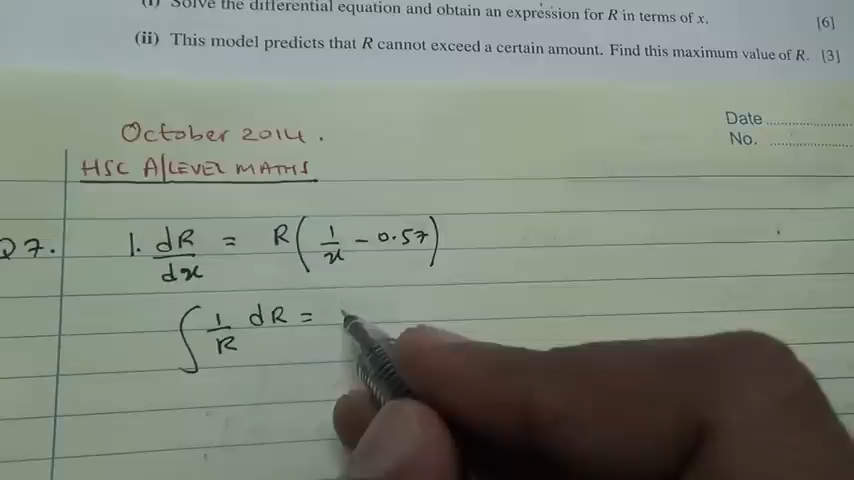 (i) Solve the differential equation and obtain an expression for R in terms of x. [6]
(ii) This model predicts that R cannot exceed a certain amount. Find this maximum value of R. [3]
October 2014.
Date ..................
No. ..................
HSC A/LEVEL MATHS
Q7. 1. dR/dx = R(1/x - 0.57)
∫ 1/R dR =